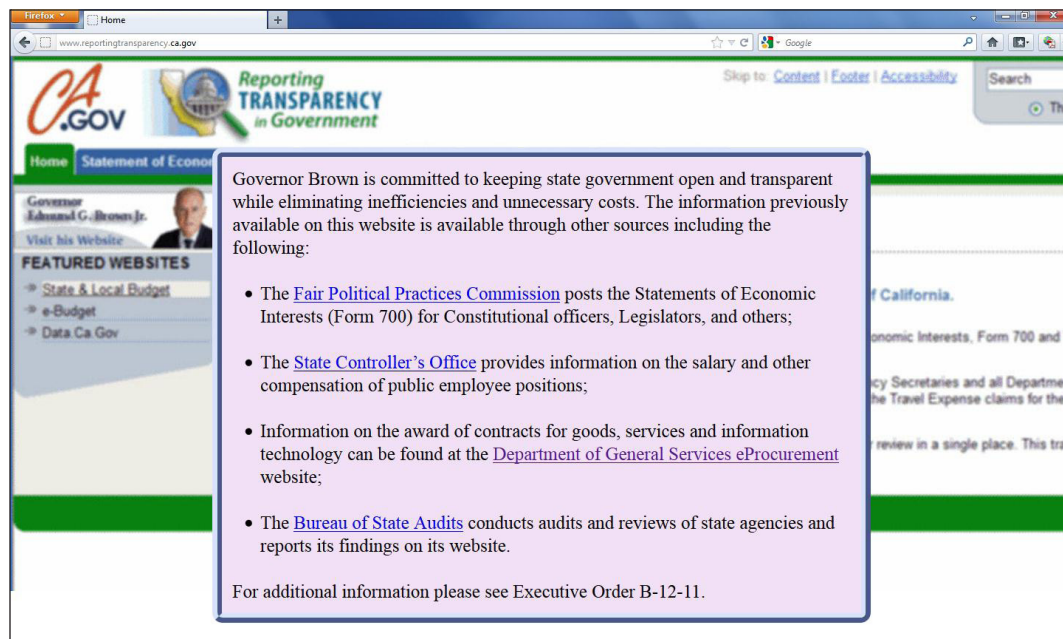 Firefox
Home
+
www.reportingtransparency.ca.gov
Google
CA
.GOV
Reporting
TRANSPARENCY
in Government
Skip to: Content | Footer | Accessibility
Search
Th
Home
Statement of Econor
Governor
Edmund G. Brown Jr.
Visit his Website
FEATURED WEBSITES
State & Local Budget
e-Budget
Data.Ca.Gov
Governor Brown is committed to keeping state government open and transparent
while eliminating inefficiencies and unnecessary costs. The information previously
available on this website is available through other sources including the
following:
• The Fair Political Practices Commission posts the Statements of Economic
Interests (Form 700) for Constitutional officers, Legislators, and others;
• The State Controller’s Office provides information on the salary and other
compensation of public employee positions;
• Information on the award of contracts for goods, services and information
technology can be found at the Department of General Services eProcurement
website;
• The Bureau of State Audits conducts audits and reviews of state agencies and
reports its findings on its website.
For additional information please see Executive Order B-12-11.
f California.
onomic Interests, Form 700 and
cy Secretaries and all Departme
he Travel Expense claims for the
review in a single place. This tra